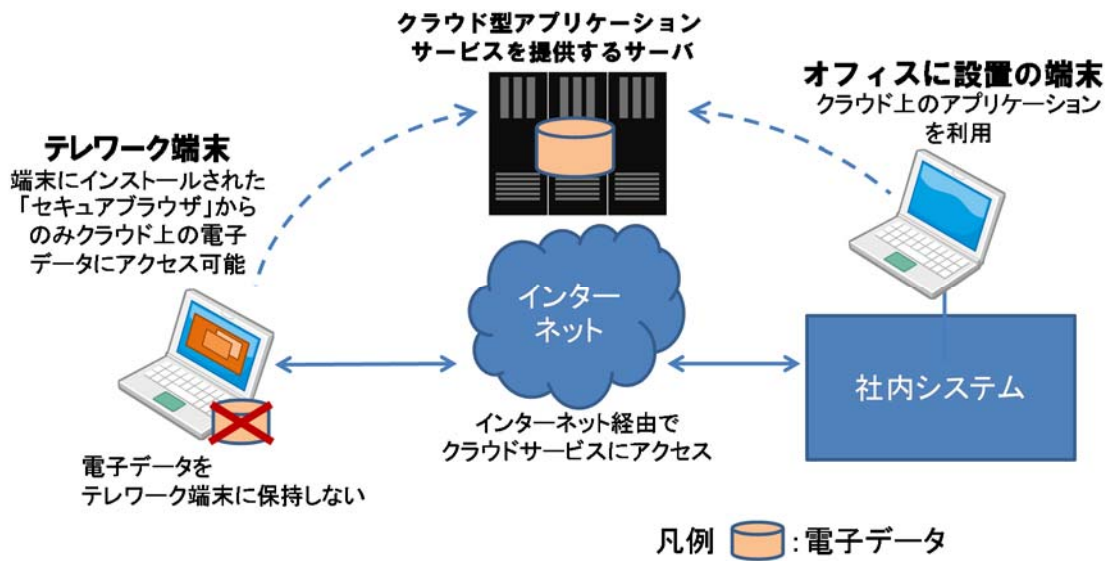 クラウド型アプリケーション
サービスを提供するサーバ
オフィスに設置の端末
クラウド上のアプリケーション
を利用
テレワーク端末
端末にインストールされた
「セキュアブラウザ」から
のみクラウド上の電子
データにアクセス可能
インター
ネット
社内システム
インターネット経由で
クラウドサービスにアクセス
電子データを
テレワーク端末に保持しない
凡例 :電子データ